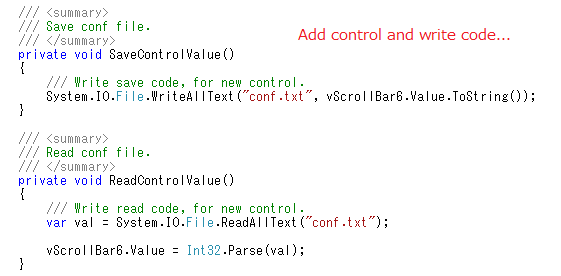 /// <summary>
/// Save conf file.
/// </summary>
Add control and write code...
private void SaveControlValue()
{
    /// Write save code, for new control.
    System.IO.File.WriteAllText("conf.txt", vScrollBar6.Value.ToString());
}
/// <summary>
/// Read conf file.
/// </summary>
private void ReadControlValue()
{
    /// Write read code, for new control.
    var val = System.IO.File.ReadAllText("conf.txt");
    vScrollBar6.Value = Int32.Parse(val);
}